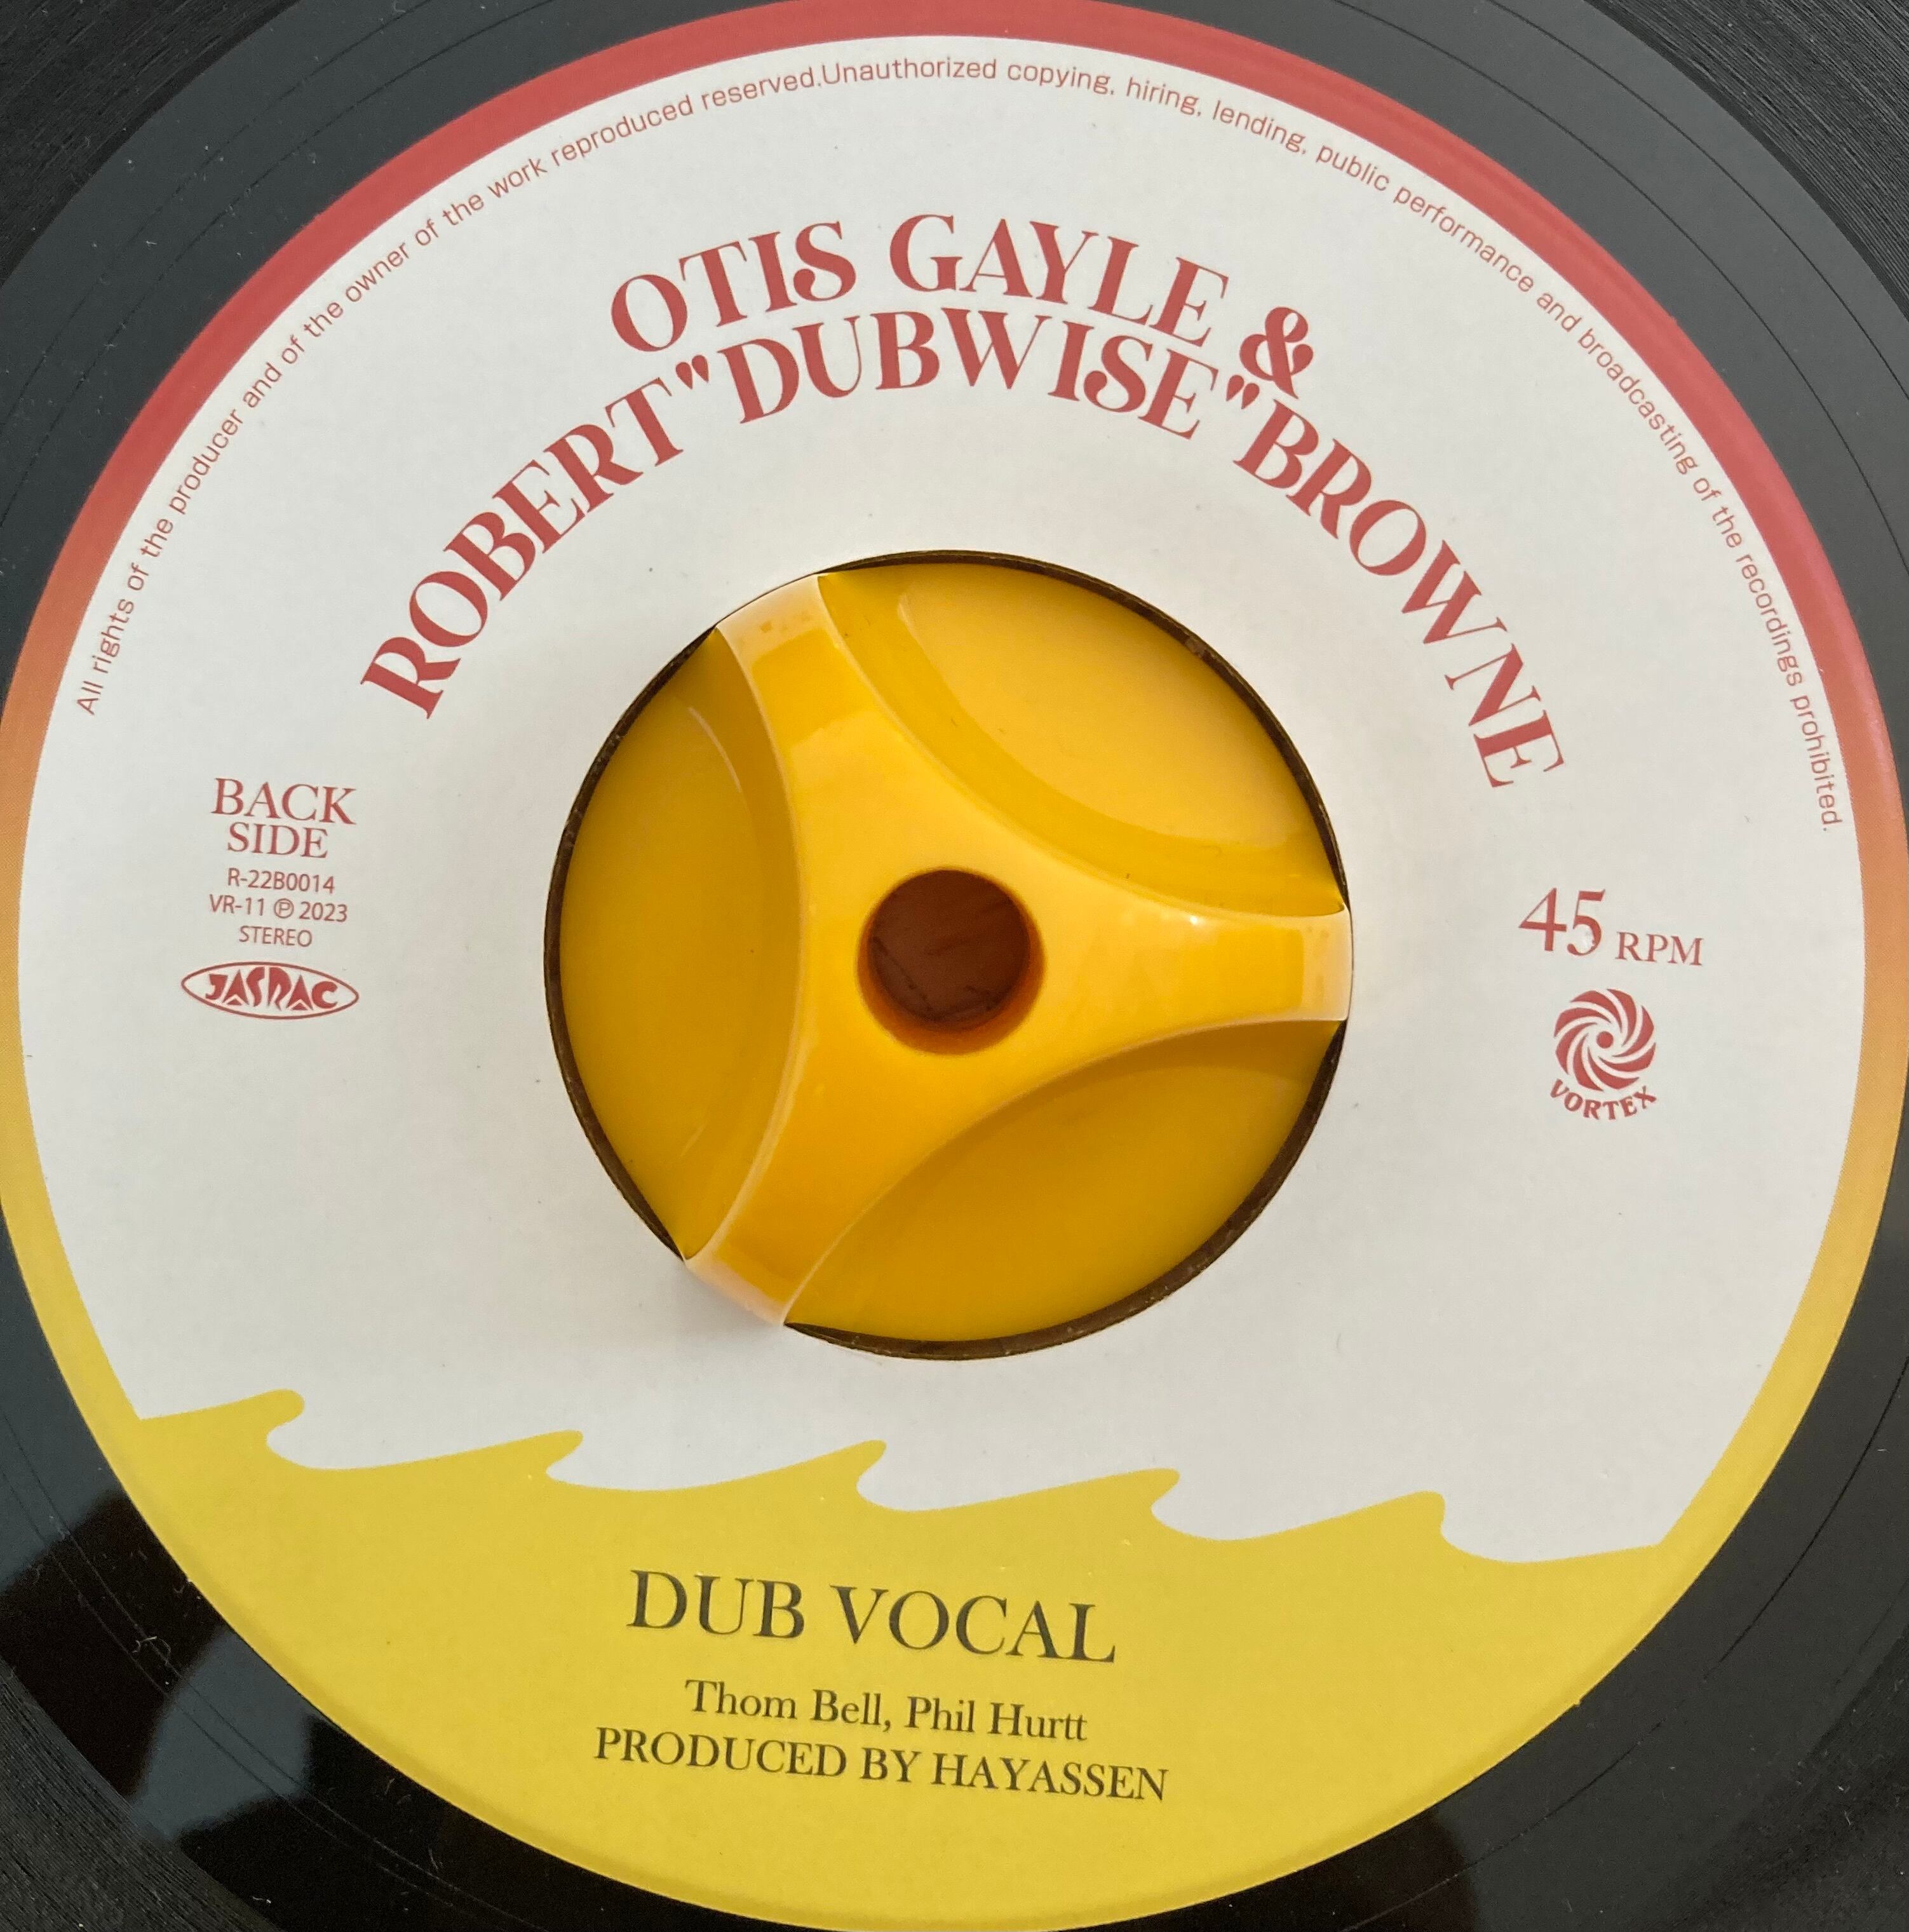 All rights of the producer and of the owner of the work reproduced reserved.Unauthorized copying, hiring, lending, public performance and broadcasting of the recordings prohibited.
OTIS GAYLE &
ROBERT"DUBWISE"BROWNE
BACK
SIDE
R-22B0014
VR-11 ℗ 2023
STEREO
JASRAC
45 RPM
VORTEX
DUB VOCAL
Thom Bell, Phil Hurtt
PRODUCED BY HAYASSEN